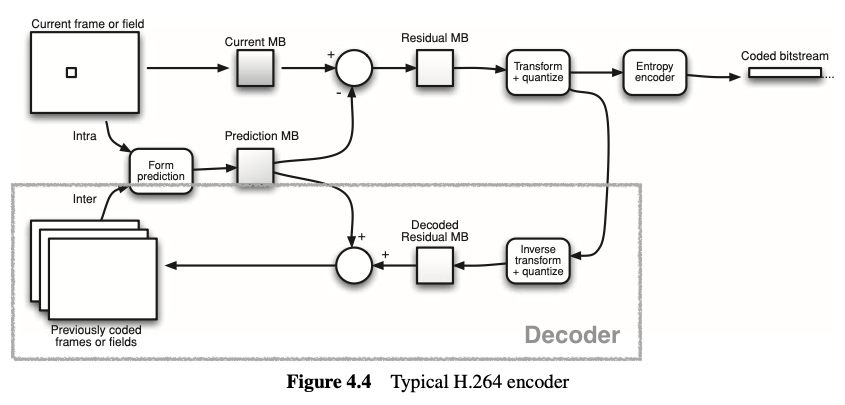 Current frame or field
Current MB
Residual MB
Coded bitstream
+
-
Transform
+ quantize
Entropy
encoder
....
Intra
Prediction MB
Form
prediction
Inter
Decoded
Residual MB
+
+
Inverse
transform
+ quantize
Previously coded
frames or fields
Decoder
Figure 4.4 Typical H.264 encoder